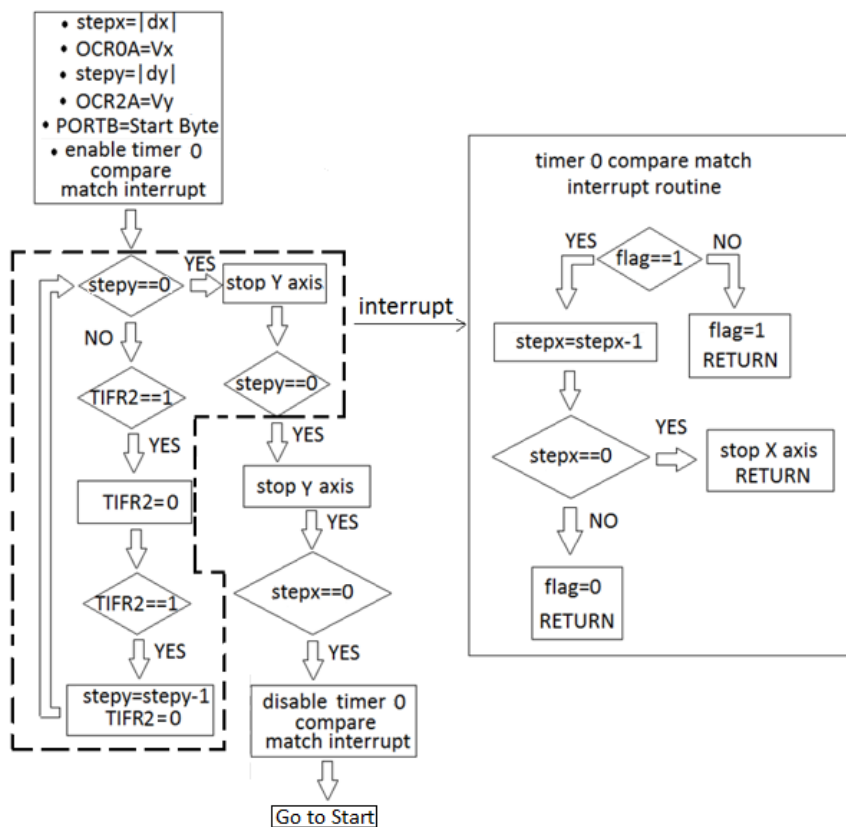 • stepx=|dx|
• OCR0A=Vx
• stepy=|dy|
• OCR2A=Vy
• PORTB=Start Byte
• enable timer 0
compare
match interrupt
stepy==0
YES
stop Y axis
NO
stepy==0
TIFR2==1
YES
YES
stop Y axis
TIFR2=0
YES
TIFR2==1
stepx==0
YES
YES
stepy=stepy-1
TIFR2=0
disable timer 0
compare
match interrupt
Go to Start
interrupt
timer 0 compare match
interrupt routine
YES
flag==1
NO
stepx=stepx-1
flag=1
RETURN
stepx==0
YES
stop X axis
RETURN
NO
flag=0
RETURN